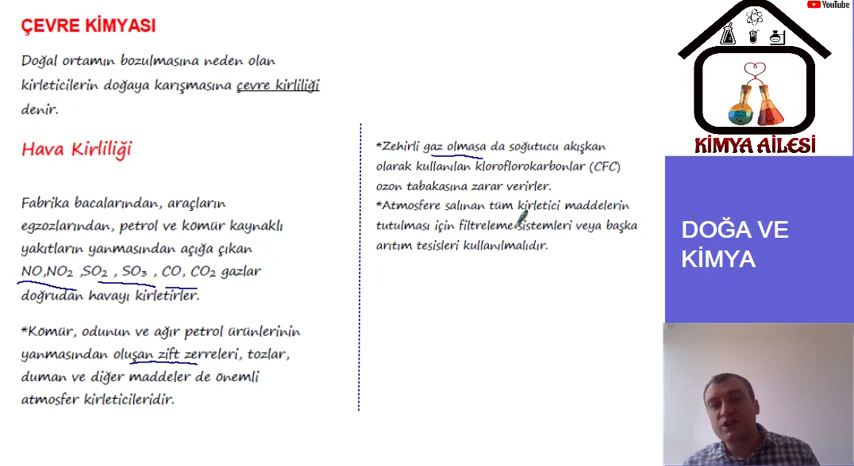 ÇEVRE KİMYASI
Doğal ortamın bozulmasına neden olan
kirleticilerin doğaya karışmasına çevre kirliliği
denir.
Hava Kirliliği
Fabrika bacalarından, araçların
egzozlarından, petrol ve kömür kaynaklı
yakıtların yanmasından açığa çıkan
NO,NO₂ ,SO₂ , SO₃ , CO, CO₂ gazlar
doğrudan havayı kirletirler.
*Kömür, odunun ve ağır petrol ürünlerinin
yanmasından oluşan zift zerreleri, tozlar,
duman ve diğer maddeler de önemli
atmosfer kirleticileridir.
*Zehirli gaz olmasa da soğutucu akışkan
olarak kullanılan kloroflorokarbonlar (CFC)
ozon tabakasına zarar verirler.
*Atmosfere salınan tüm kirletici maddelerin
tutulması için filtreleme sistemleri veya başka
arıtım tesisleri kullanılmalıdır.
YouTube
KİMYA AİLESİ
DOĞA VE
KİMYA